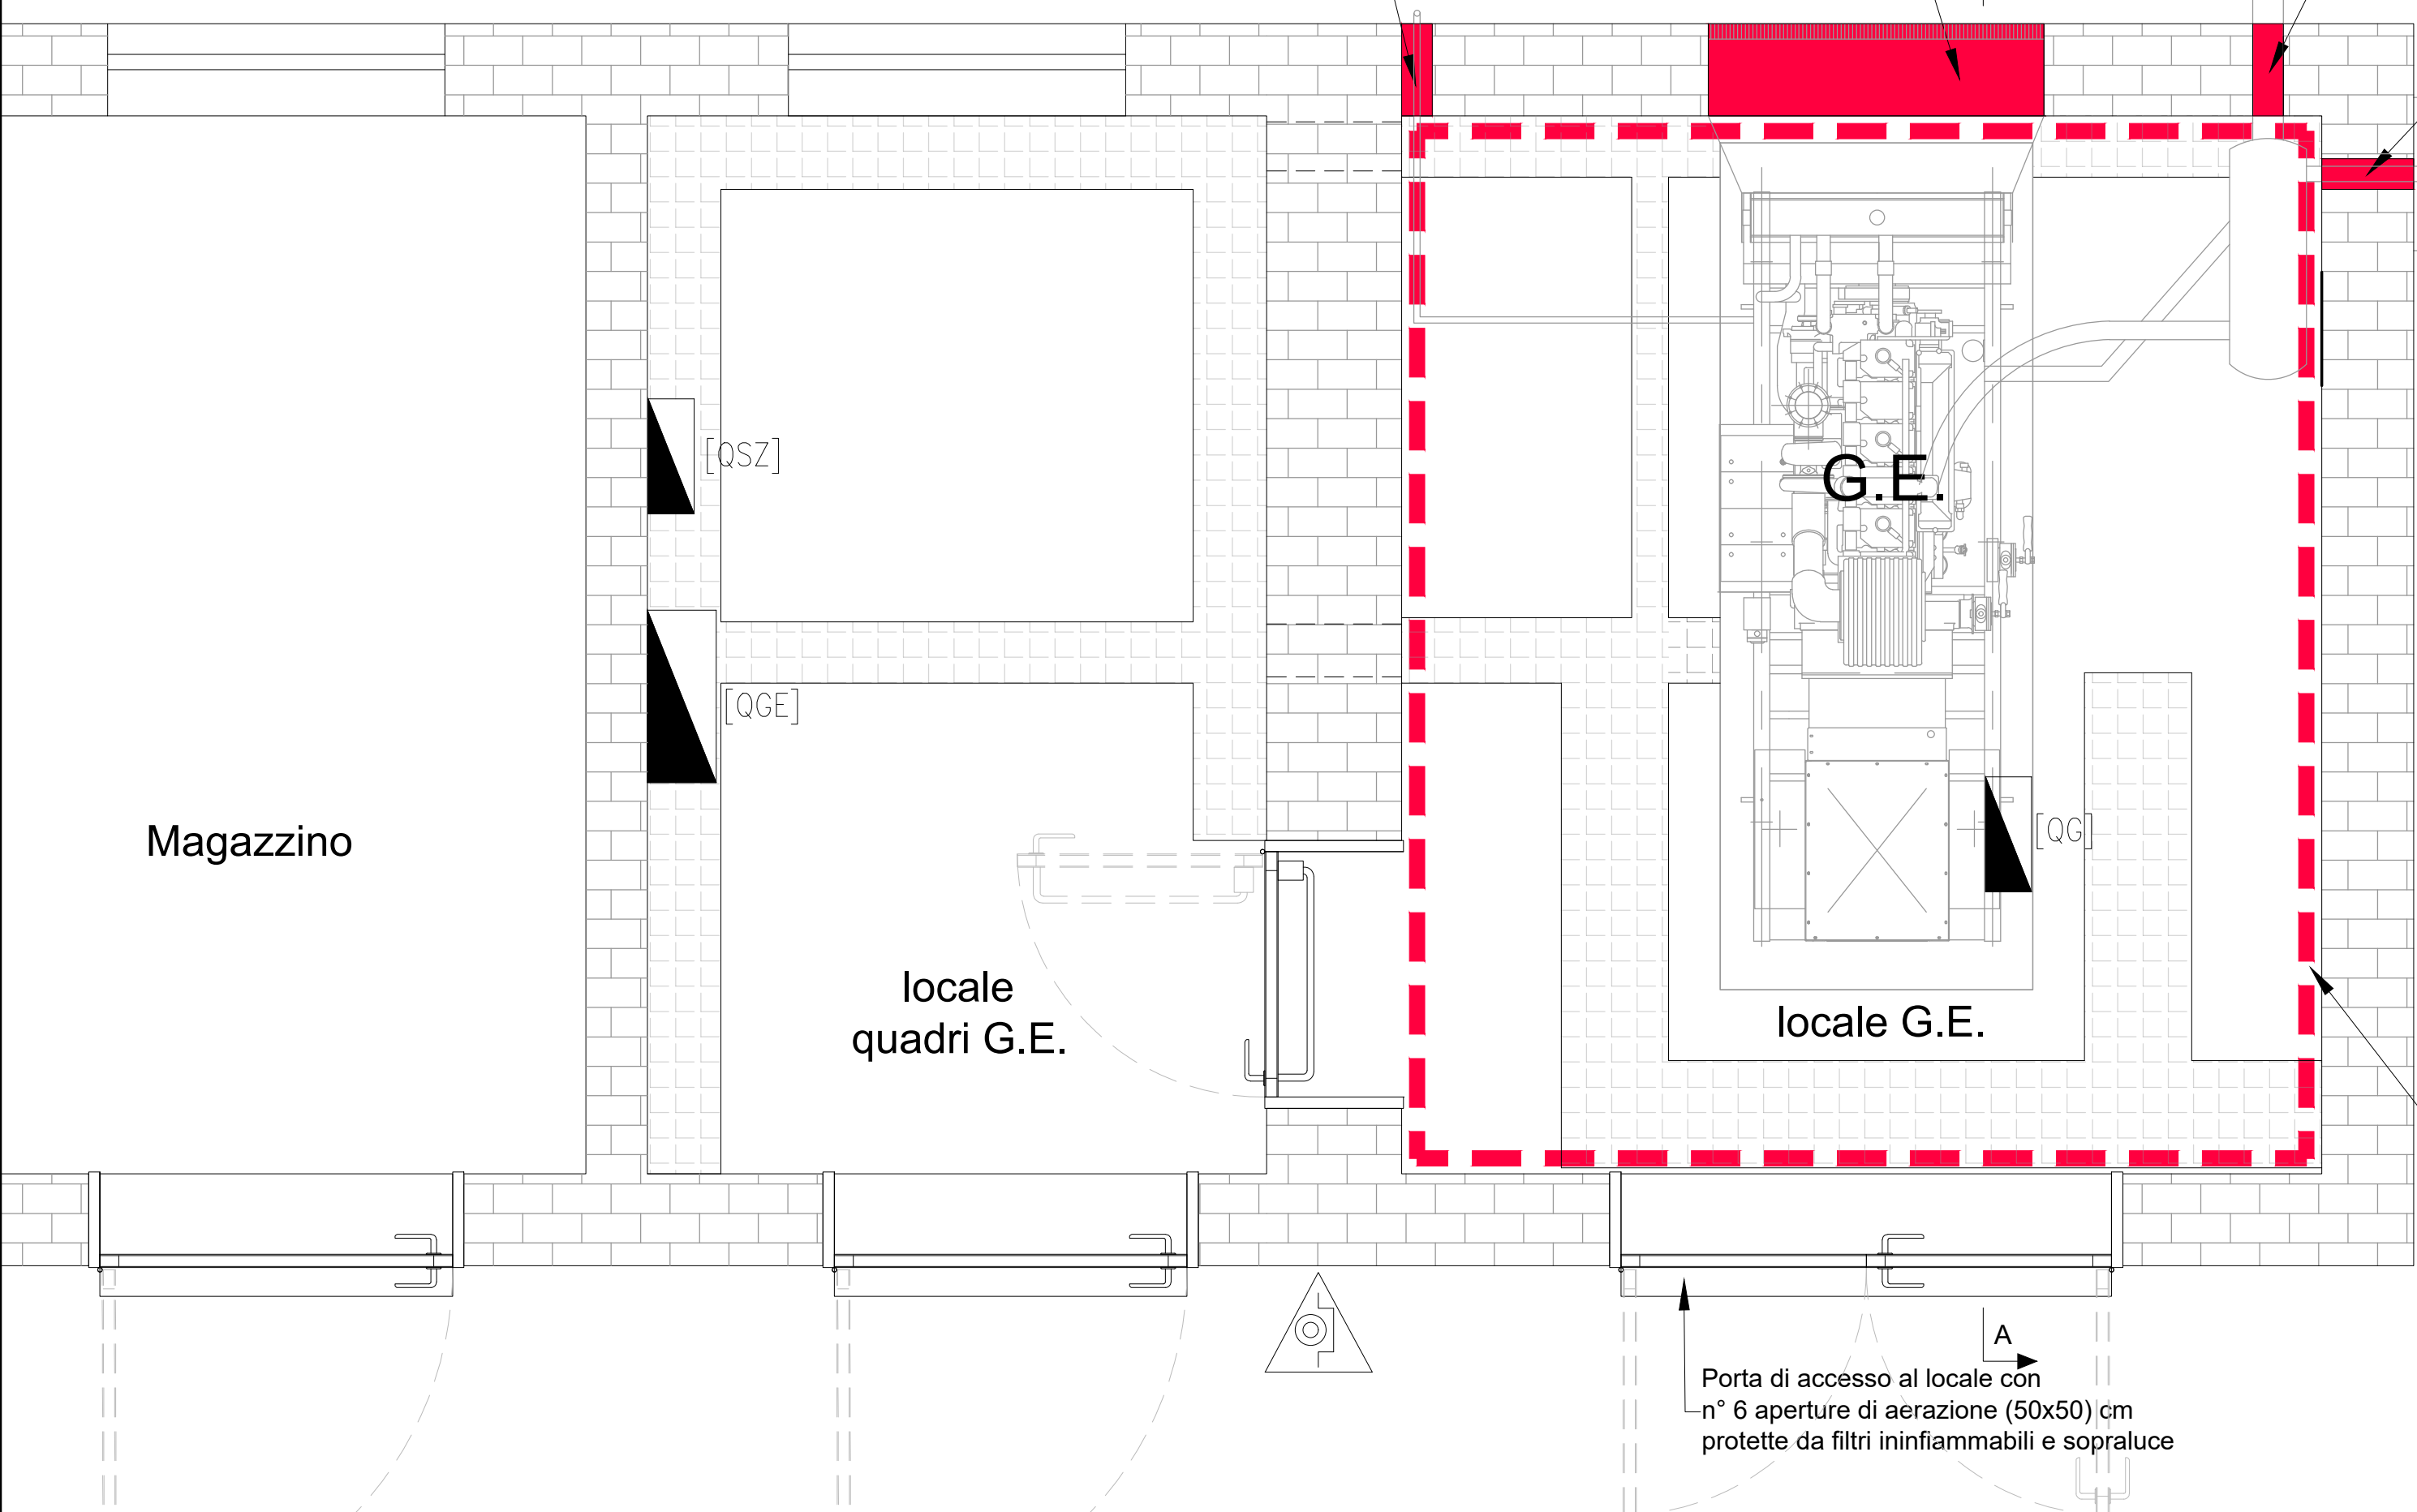 [QSZ]
G.E.
[QGE]
[QG]
Magazzino
locale
quadri G.E.
locale G.E.
A
Porta di accesso al locale con
n° 6 aperture di aerazione (50x50) cm
protette da filtri ininfiammabili e sopraluce